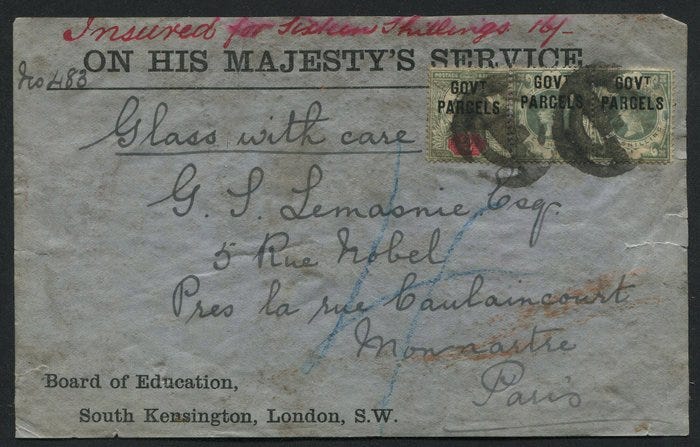 Insured for Sixteen Shillings 16/-
ON HIS MAJESTY'S SERVICE
No 483
GOVT PARCELS
GOVT PARCELS
GOVT PARCELS
Glass with care
G. S. Lemasnie Esq.
5 Rue Nobel
Pres la rue Caulaincourt
Monmartre
Paris
Board of Education,
South Kensington, London, S.W.